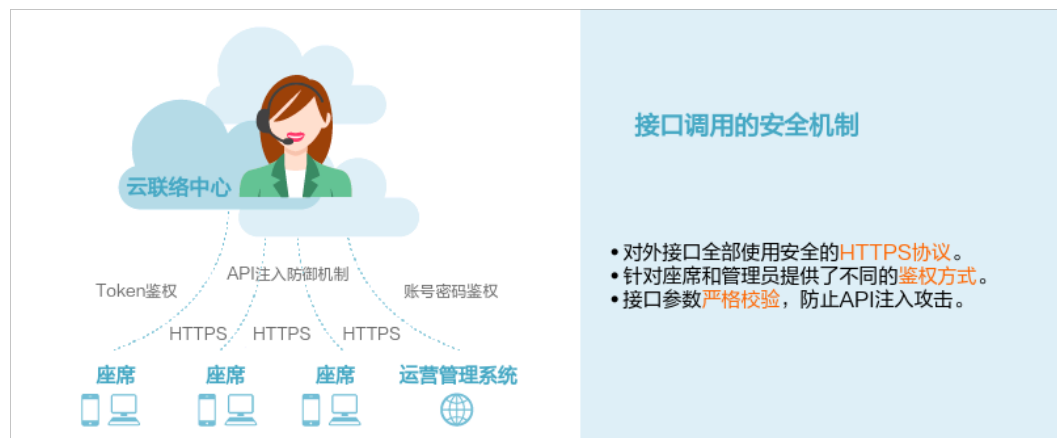 接口调用的安全机制
云联络中心
API注入防御机制
Token鉴权
账号密码鉴权
HTTPS HTTPS HTTPS
座席 座席 座席 运营管理系统
•对外接口全部使用安全的HTTPS协议。
•针对座席和管理员提供了不同的鉴权方式。
•接口参数严格校验，防止API注入攻击。